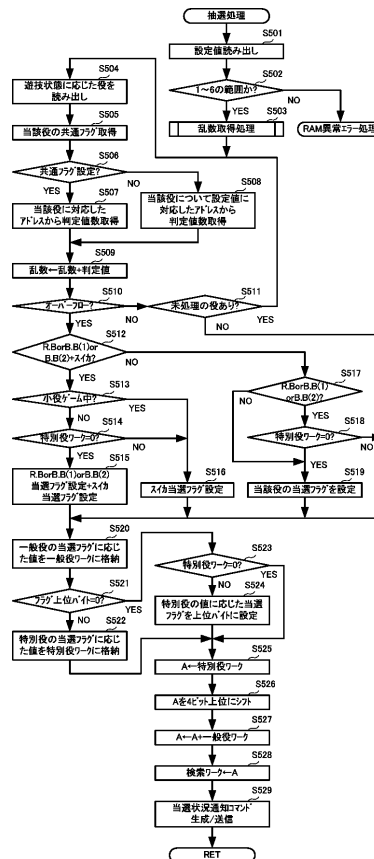 抽選処理
S501
設定値読み出し
S502
1～6の範囲か?
NO
YES
S503
乱数取得処理
RAM異常エラー処理
S504
遊技状態に応じた役を
読み出し
S505
当該役の共通フラグ取得
S506
共通フラグ設定?
YES
NO
S507
当該役に対応した
アドレスから判定値数取得
S508
当該役について設定値に
対応したアドレスから
判定値数取得
S509
乱数←乱数+判定値
S510
オーバーフロー?
NO
YES
S511
未処理の役あり?
YES
NO
S512
R.BorB.B(1)or
B.B(2)+スイカ?
NO
YES
S513
小役ゲーム中?
NO
YES
S514
特別役ワーク=0?
NO
YES
S515
R.BorB.B(1)orB.B(2)
当選フラグ設定+スイカ
当選フラグ設定
S516
スイカ当選フラグ設定
S517
R.BorB.B(1)
orB.B(2)?
NO
YES
S518
特別役ワーク=0?
NO
YES
S519
当該役の当選フラグを設定
S520
一般役の当選フラグに応じ
た値を一般役ワークに格納
S521
フラグ上位バイト=0?
YES
NO
S522
特別役の当選フラグに応じ
た値を特別役ワークに格納
S523
特別役ワーク=0?
YES
NO
S524
特別役の値に応じた当選
フラグを上位バイトに設定
S525
A←特別役ワーク
S526
Aを4ビット上位にシフト
S527
A←A+一般役ワーク
S528
検索ワーク←A
S529
当選状況通知コマンド
生成/送信
RET